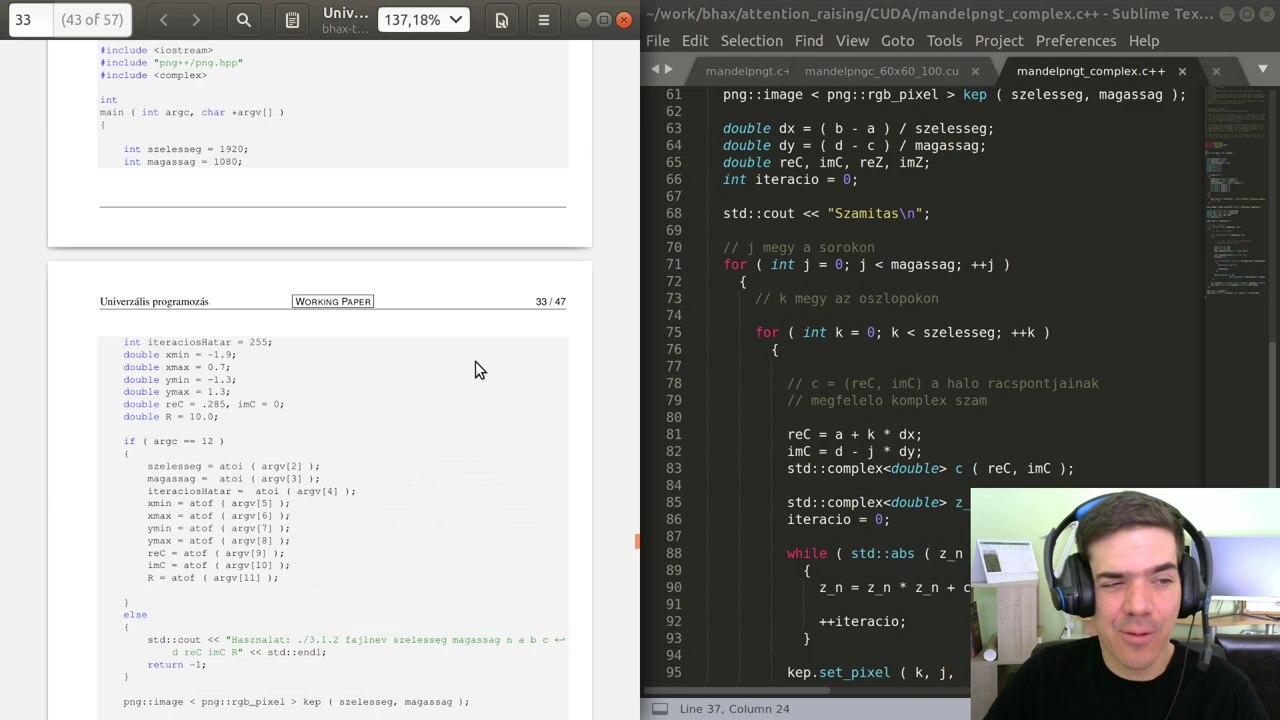 33
(43 of 57)
Univ…
bhax-t…
137,18%
#include <iostream>
#include "png++/png.hpp"
#include <complex>
int
main ( int argc, char *argv[] )
{
int szelesseg = 1920;
int magassag = 1080;
Univerzális programozás
WORKING PAPER
33 / 47
int iteraciosHatar = 255;
double xmin = -1.9;
double xmax = 0.7;
double ymin = -1.3;
double ymax = 1.3;
double reC = .285, imC = 0;
double R = 10.0;
if ( argc == 12 )
{
szelesseg = atoi ( argv[2] );
magassag =  atoi ( argv[3] );
iteraciosHatar =  atoi ( argv[4] );
xmin = atof ( argv[5] );
xmax = atof ( argv[6] );
ymin = atof ( argv[7] );
ymax = atof ( argv[8] );
reC = atof ( argv[9] );
imC = atof ( argv[10] );
R = atof ( argv[11] );
}
else
{
std::cout << "Hasznalat: ./3.1.2 fajlnev szelesseg magassag n a b c ↩
d reC imC R" << std::endl;
return -1;
}
png::image < png::rgb_pixel > kep ( szelesseg, magassag );
~/work/bhax/attention_raising/CUDA/mandelpngt_complex.c++ - Sublime Tex…
File Edit Selection Find View Goto Tools Project Preferences Help
mandelpngt.c+
mandelpngc_60x60_100.cu
mandelpngt_complex.c++
61 png::image < png::rgb_pixel > kep ( szelesseg, magassag );
62
63 double dx = ( b - a ) / szelesseg;
64 double dy = ( d - c ) / magassag;
65 double reC, imC, reZ, imZ;
66 int iteracio = 0;
67
68 std::cout << "Szamitas\n";
69
70 // j megy a sorokon
71 for ( int j = 0; j < magassag; ++j )
72 {
73 // k megy az oszlopokon
74
75 for ( int k = 0; k < szelesseg; ++k )
76 {
77
78 // c = (reC, imC) a halo racspontjainak
79 // megfelelo komplex szam
80
81 reC = a + k * dx;
82 imC = d - j * dy;
83 std::complex<double> c ( reC, imC );
84
85 std::complex<double> z_
86 iteracio = 0;
87
88 while ( std::abs ( z_n
89 {
90 z_n = z_n * z_n + c
91
92 ++iteracio;
93 }
94
95 kep.set_pixel ( k, j,
Line 37, Column 24